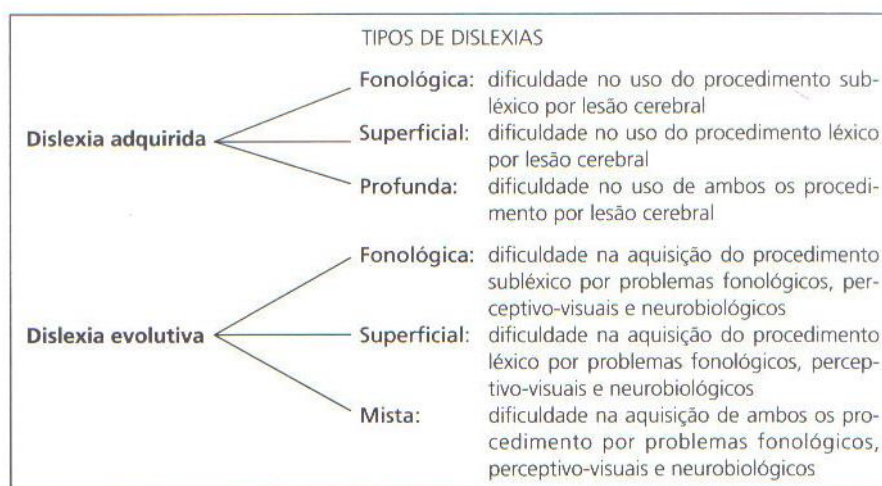 TIPOS DE DISLEXIAS
Dislexia adquirida
Fonológica: dificuldade no uso do procedimento sub-
léxico por lesão cerebral
Superficial: dificuldade no uso do procedimento léxico
por lesão cerebral
Profunda: dificuldade no uso de ambos os procedi-
mento por lesão cerebral
Dislexia evolutiva
Fonológica: dificuldade na aquisição do procedimento
subléxico por problemas fonológicos, per-
ceptivo-visuais e neurobiológicos
Superficial: dificuldade na aquisição do procedimento
léxico por problemas fonológicos, percep-
tivo-visuais e neurobiológicos
Mista: dificuldade na aquisição de ambos os pro-
cedimento por problemas fonológicos,
perceptivo-visuais e neurobiológicos